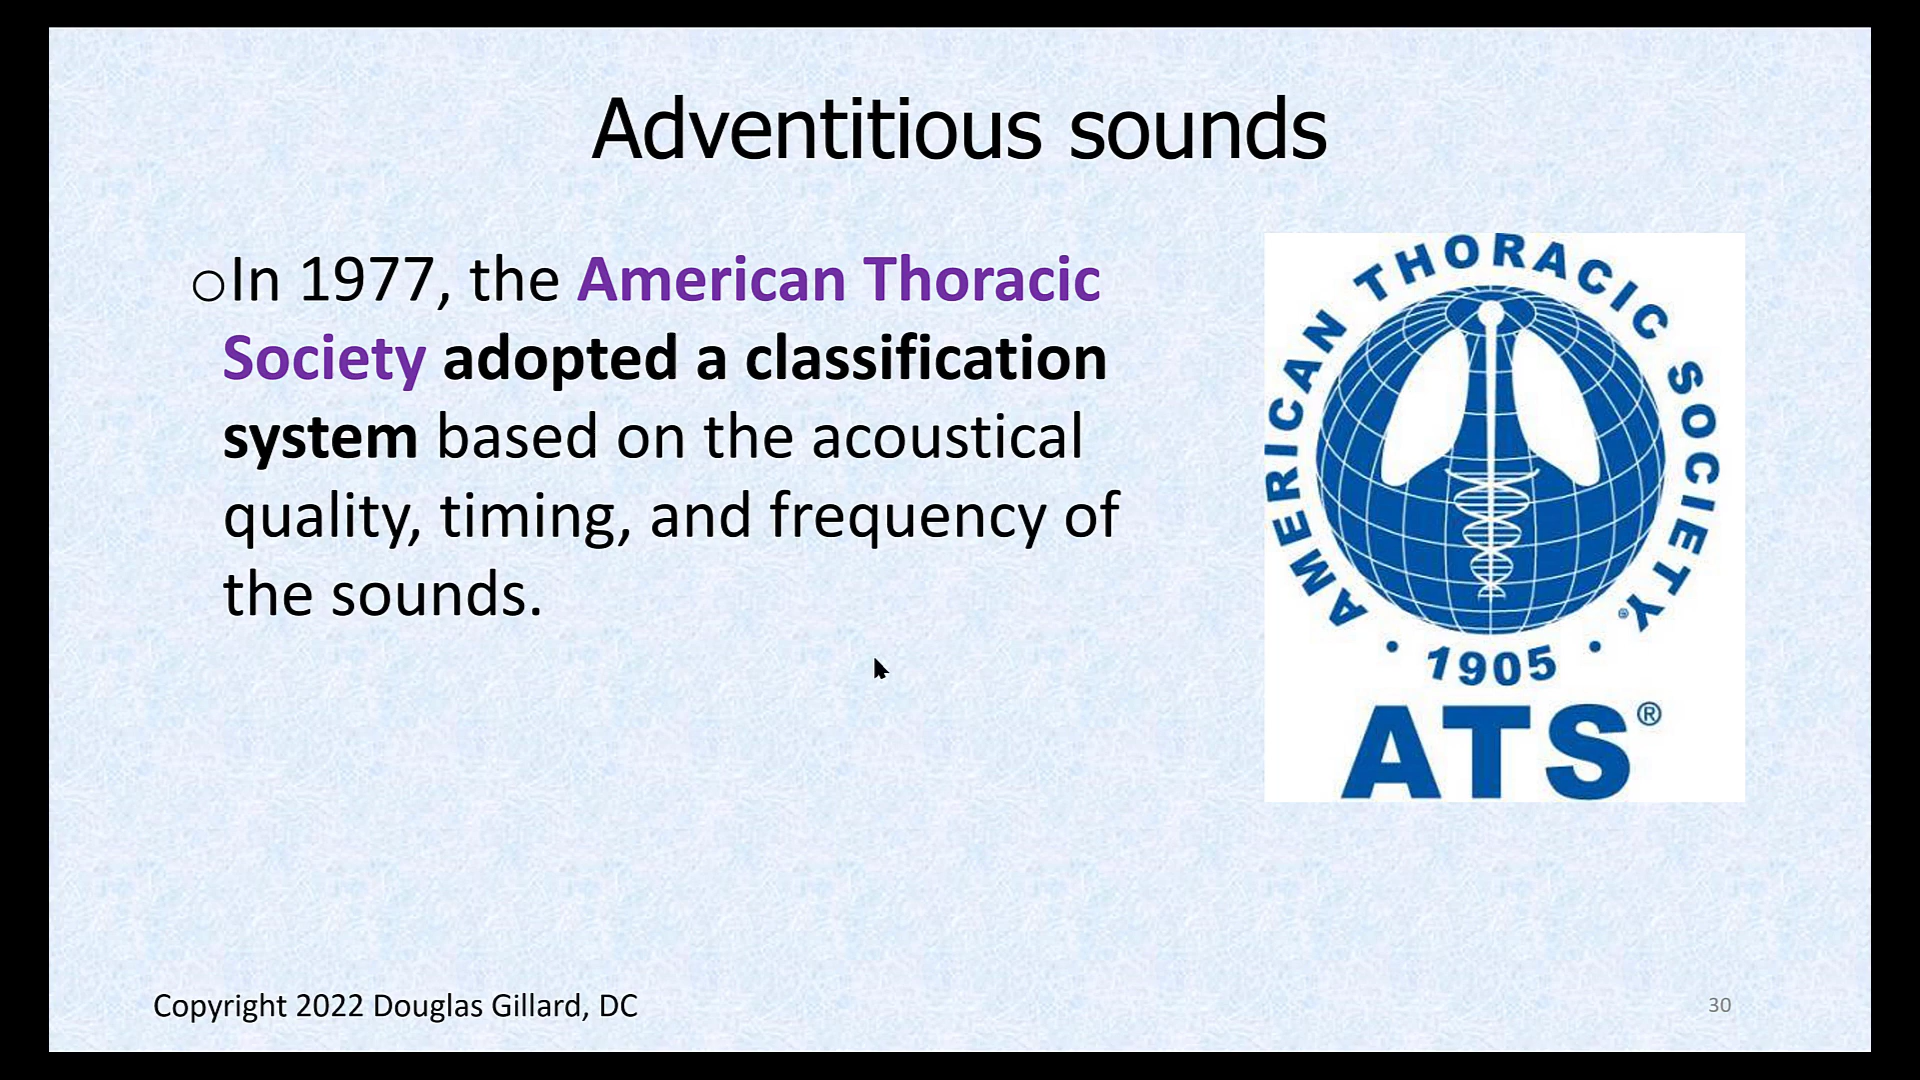 Adventitious sounds
○In 1977, the American Thoracic
Society adopted a classification
system based on the acoustical
quality, timing, and frequency of
the sounds.
AMERICAN THORACIC SOCIETY®
• 1905 •
ATS®
Copyright 2022 Douglas Gillard, DC
30